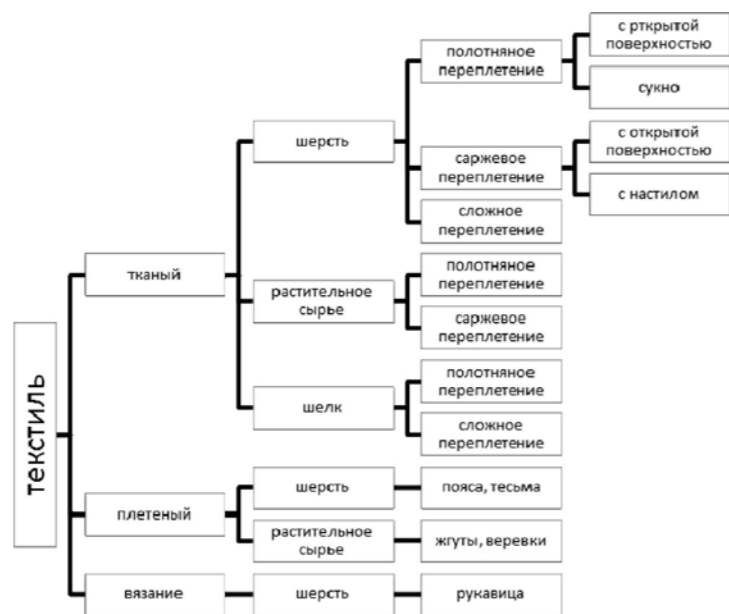 текстиль
тканый
шерсть
полотняное
переплетение
с рткрытой
поверхностью
сукно
саржевое
переплетение
с открытой
поверхностью
с настилом
сложное
переплетение
растительное
сырье
полотняное
переплетение
саржевое
переплетение
шелк
полотняное
переплетение
сложное
переплетение
плетеный
шерсть
пояса, тесьма
растительное
сырье
жгуты, веревки
вязание
шерсть
рукавица